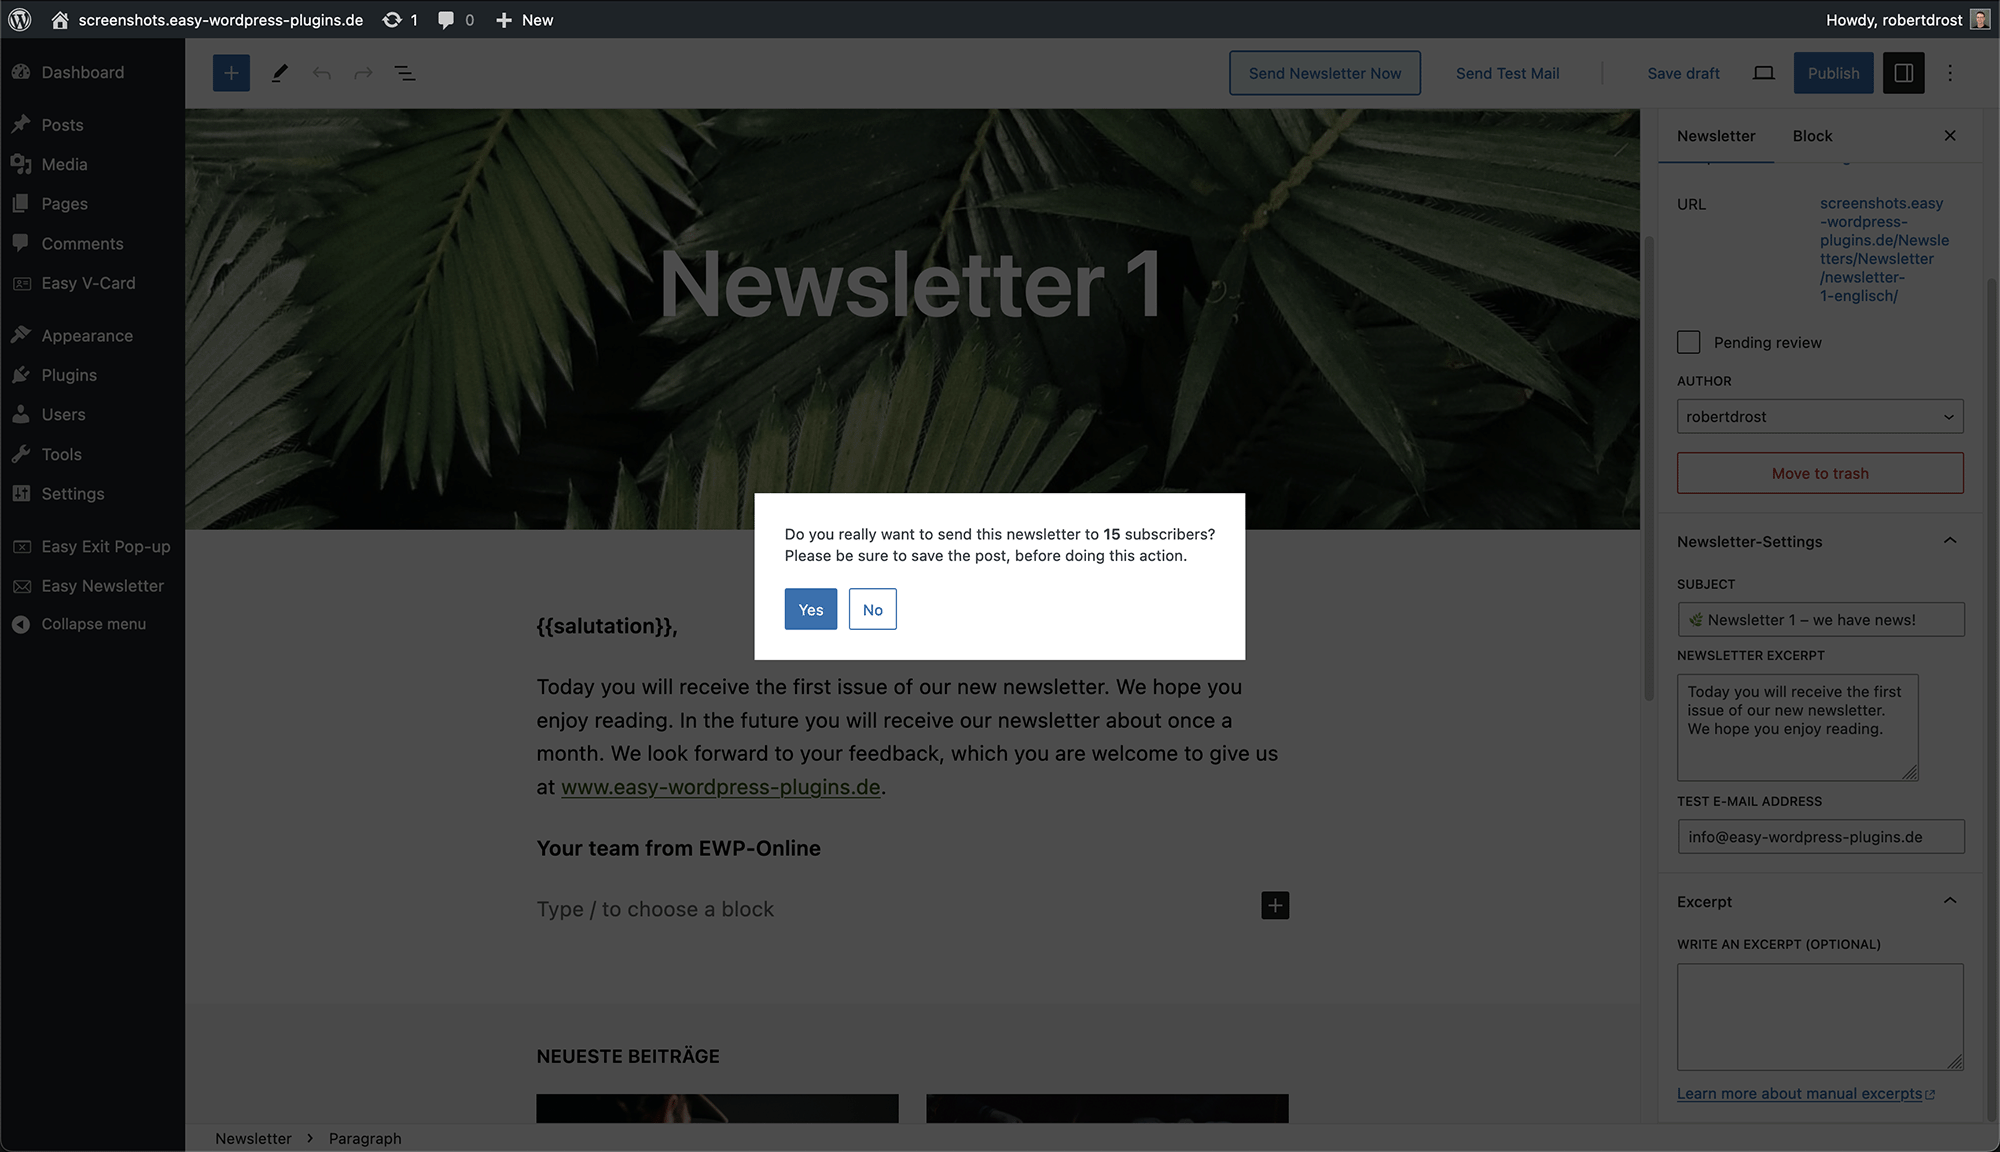 screenshots.easy-wordpress-plugins.de 1 0 New Howdy, robertdrost
Dashboard
Posts
Media
Pages
Comments
Easy V-Card
Appearance
Plugins
Users
Tools
Settings
Easy Exit Pop-up
Easy Newsletter
Collapse menu
Send Newsletter Now Send Test Mail Save draft Publish
Newsletter 1
Do you really want to send this newsletter to 15 subscribers?
Please be sure to save the post, before doing this action.
Yes No
{{salutation}},
Today you will receive the first issue of our new newsletter. We hope you
enjoy reading. In the future you will receive our newsletter about once a
month. We look forward to your feedback, which you are welcome to give us
at www.easy-wordpress-plugins.de.
Your team from EWP-Online
Type / to choose a block
NEUESTE BEITRÄGE
Newsletter > Paragraph
Newsletter Block
URL
screenshots.easy
-wordpress-
plugins.de/Newsle
tters/Newsletter
/newsletter-
1-englisch/
Pending review
AUTHOR
robertdrost
Move to trash
Newsletter-Settings
SUBJECT
🌿 Newsletter 1 – we have news!
NEWSLETTER EXCERPT
Today you will receive the first
issue of our new newsletter.
We hope you enjoy reading.
TEST E-MAIL ADDRESS
info@easy-wordpress-plugins.de
Excerpt
WRITE AN EXCERPT (OPTIONAL)
Learn more about manual excerpts